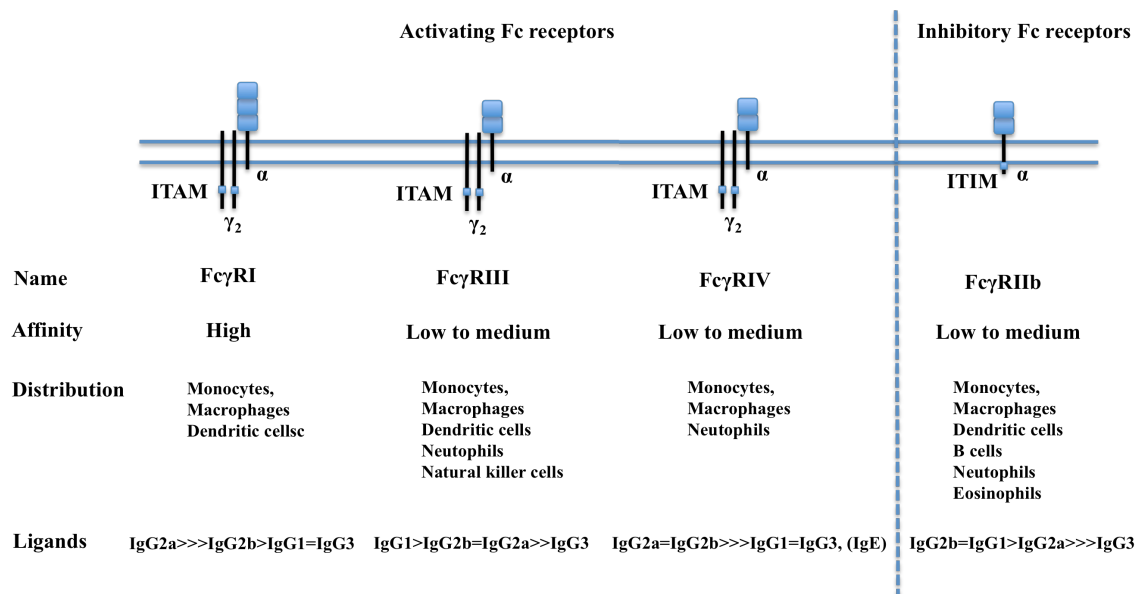 Activating Fc receptors
Inhibitory Fc receptors
α
ITAM
γ2
α
ITAM
γ2
α
ITAM
γ2
ITIM
α
Name
FcγRI
FcγRIII
FcγRIV
FcγRIIb
Affinity
High
Low to medium
Low to medium
Low to medium
Distribution
Monocytes,
Macrophages
Dendritic cellsc
Monocytes,
Macrophages
Dendritic cells
Neutophils
Natural killer cells
Monocytes,
Macrophages
Neutophils
Monocytes,
Macrophages
Dendritic cells
B cells
Neutophils
Eosinophils
Ligands
IgG2a>>>IgG2b>IgG1=IgG3
IgG1>IgG2b=IgG2a>>IgG3
IgG2a=IgG2b>>>IgG1=IgG3, (IgE)
IgG2b=IgG1>IgG2a>>>IgG3